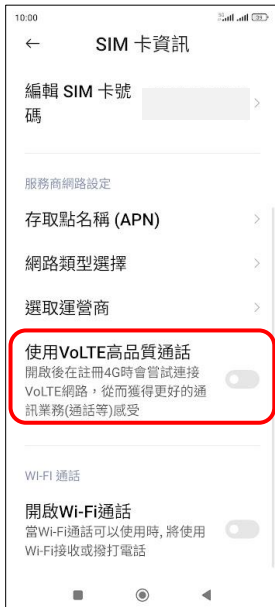 10:00
SIM 卡資訊
編輯 SIM 卡號
碼
服務商網路設定
存取點名稱 (APN)
網路類型選擇
選取運營商
使用VoLTE高品質通話
開啟後在註冊4G時會嘗試連接
VoLTE網路，從而獲得更好的通
訊業務(通話等)感受
WI-FI 通話
開啟Wi-Fi通話
當Wi-Fi通話可以使用時, 將使用
Wi-Fi接收或撥打電話